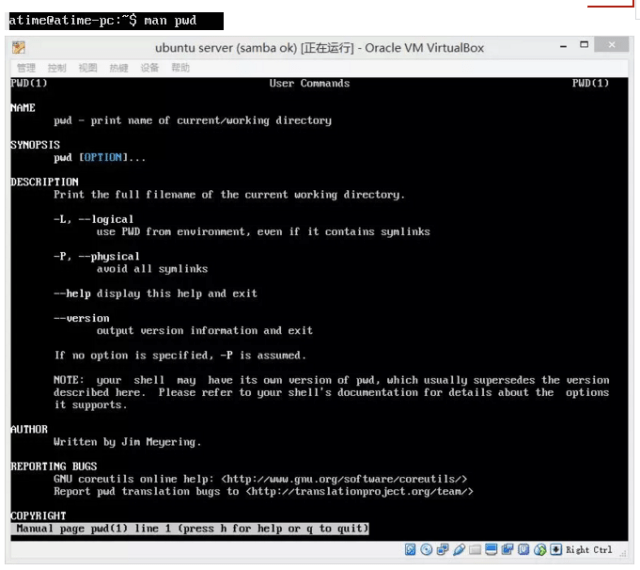 atime@atime-pc:~$ man pwd
ubuntu server (samba ok) [正在运行] - Oracle VM VirtualBox
管理 控制 视图 热键 设备 帮助
PWD(1) User Commands PWD(1)
NAME
pwd - print name of current/working directory
SYNOPSIS
pwd [OPTION]...
DESCRIPTION
Print the full filename of the current working directory.
-L, --logical
use PWD from environment, even if it contains symlinks
-P, --physical
avoid all symlinks
--help display this help and exit
--version
output version information and exit
If no option is specified, -P is assumed.
NOTE: your shell may have its own version of pwd, which usually supersedes the version
described here. Please refer to your shell's documentation for details about the options
it supports.
AUTHOR
Written by Jim Meyering.
REPORTING BUGS
GNU coreutils online help: <http://www.gnu.org/software/coreutils/>
Report pwd translation bugs to <http://translationproject.org/team/>
COPYRIGHT
Manual page pwd(1) line 1 (press h for help or q to quit)
Right Ctrl